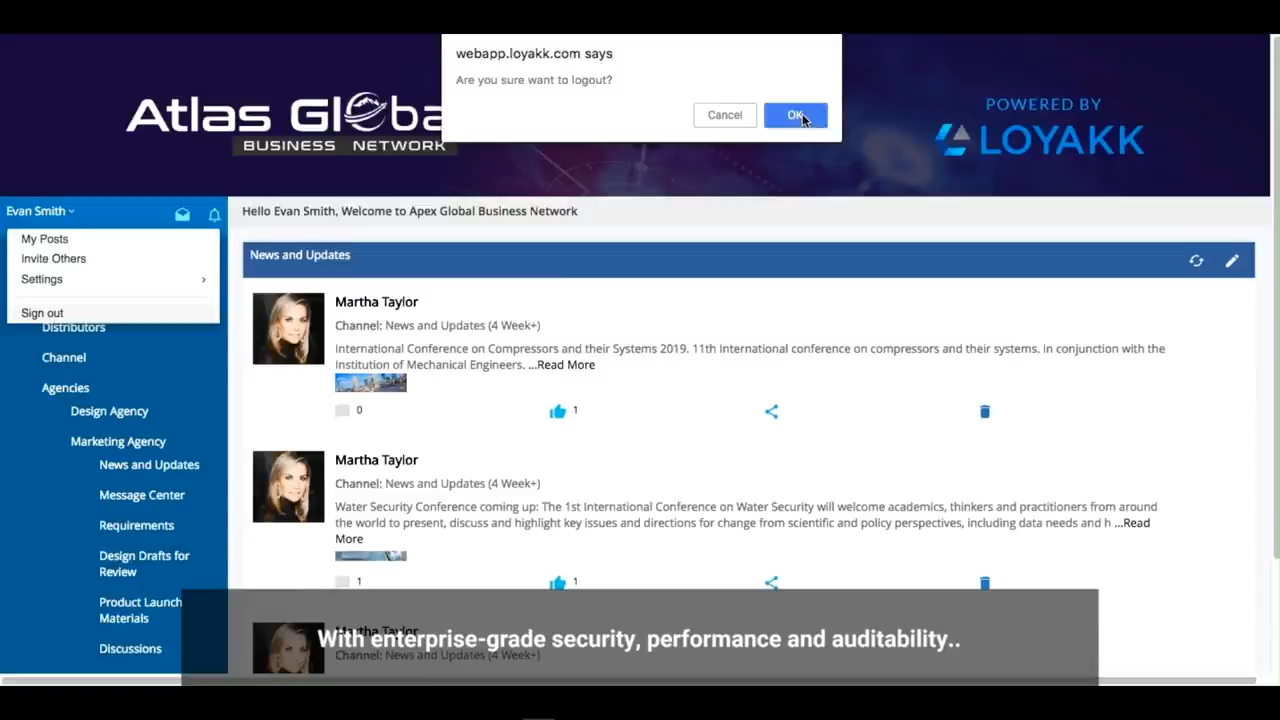 webapp.loyakk.com says
Are you sure want to logout?
Cancel
OK
Atlas Globa
BUSINESS NETWORK
POWERED BY
LOYAKK
Evan Smith
Hello Evan Smith, Welcome to Apex Global Business Network
My Posts
Invite Others
Settings
Sign out
Distributors
Channel
Agencies
Design Agency
Marketing Agency
News and Updates
Message Center
Requirements
Design Drafts for
Review
Product Launch
Materials
Discussions
News and Updates
Martha Taylor
Channel: News and Updates (4 Week+)
International Conference on Compressors and their Systems 2019. 11th International conference on compressors and their systems. In conjunction with the
Institution of Mechanical Engineers. ...Read More
0
1
Martha Taylor
Channel: News and Updates (4 Week+)
Water Security Conference coming up: The 1st International Conference on Water Security will welcome academics, thinkers and practitioners from around
the world to present, discuss and highlight key issues and directions for change from scientific and policy perspectives, including data needs and h ...Read
More
1
1
Martha Taylor
With enterprise-grade security, performance and auditability..
Channel: News and Updates (4 Week+)